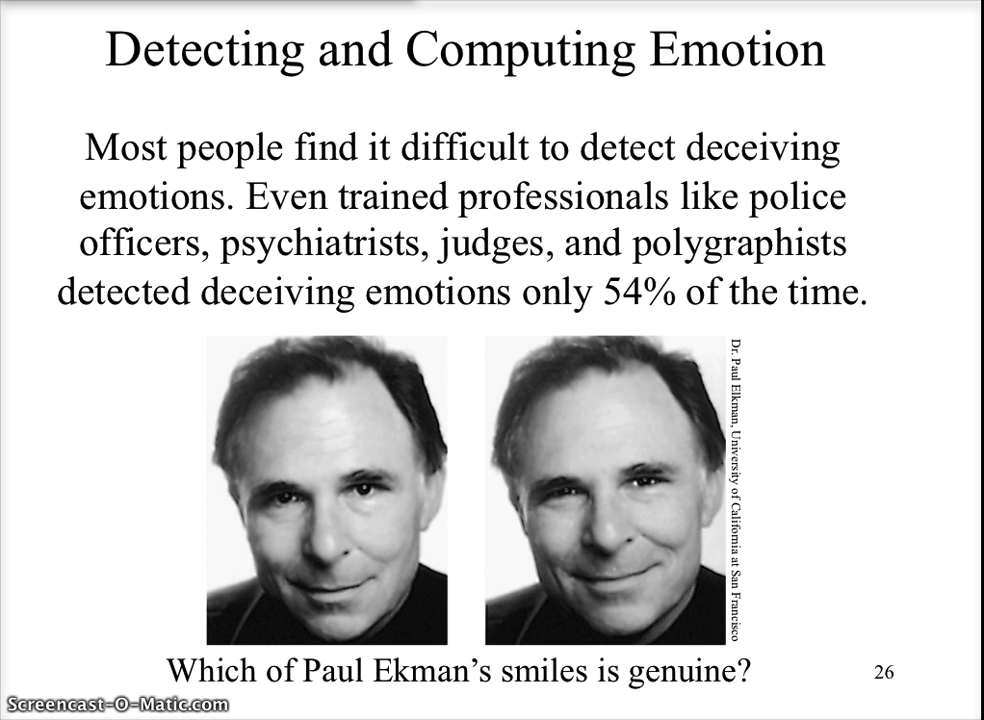 Detecting and Computing Emotion
Most people find it difficult to detect deceiving
emotions. Even trained professionals like police
officers, psychiatrists, judges, and polygraphists
detected deceiving emotions only 54% of the time.
Dr. Paul Elkman, University of California at San Francisco
Which of Paul Ekman's smiles is genuine?
26
Screencast-O-Matic.com